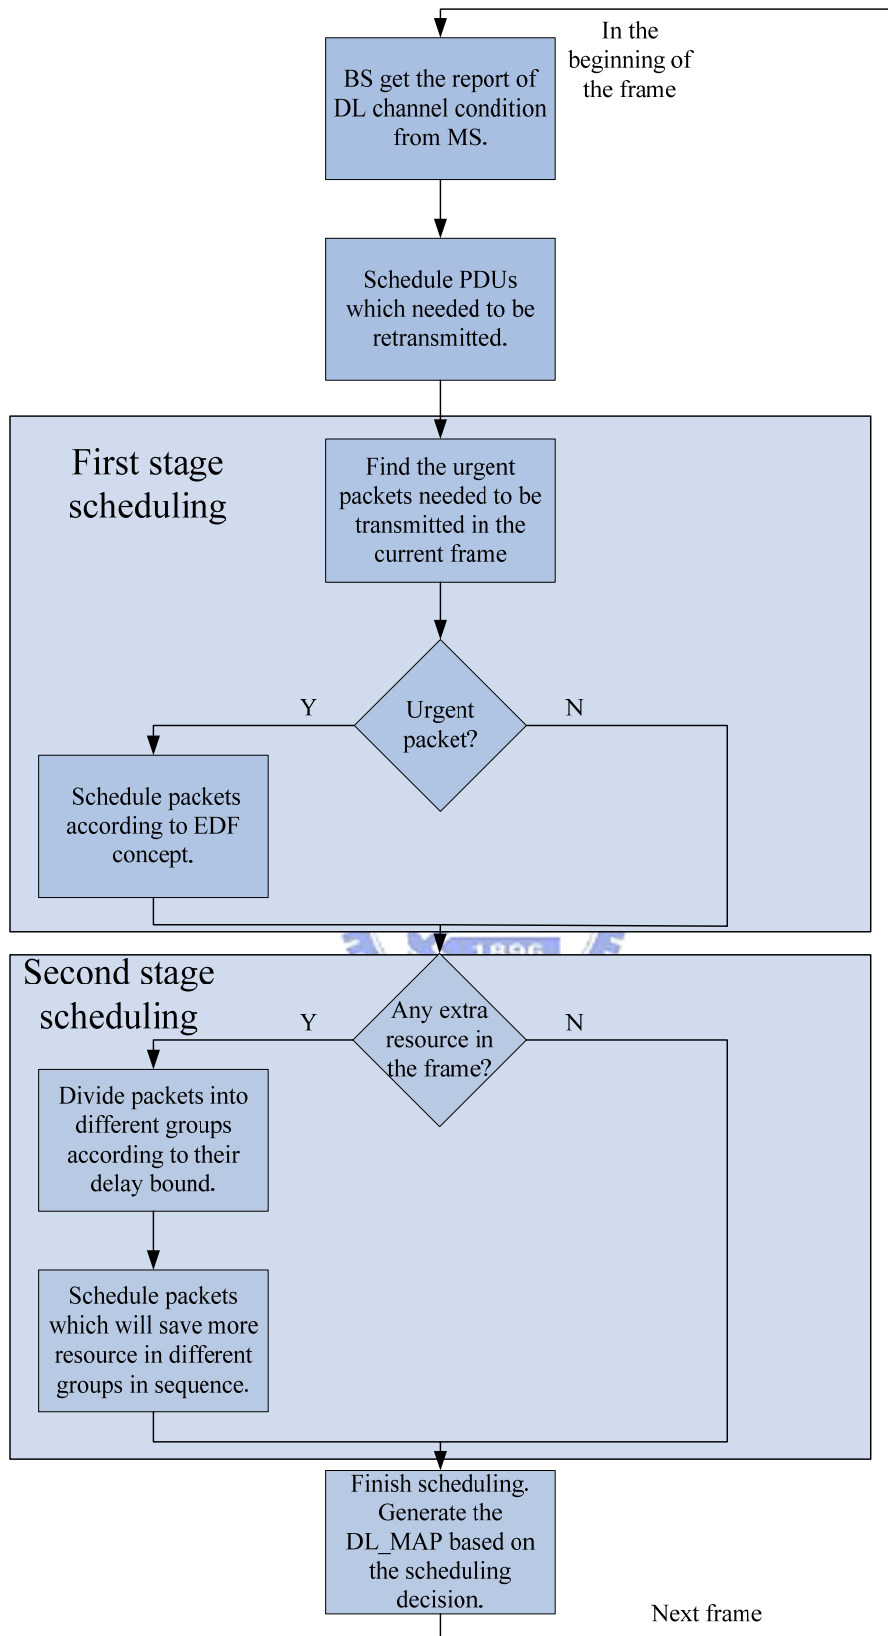 In the
beginning of
the frame
BS get the report of
DL channel condition
from MS.
Schedule PDUs
which needed to be
retransmitted.
First stage
scheduling
Find the urgent
packets needed to be
transmitted in the
current frame
Urgent
packet?
Y
N
Schedule packets
according to EDF
concept.
1896
Second stage
scheduling
Any extra
resource in
the frame?
Y
N
Divide packets into
different groups
according to their
delay bound.
Schedule packets
which will save more
resource in different
groups in sequence.
Finish scheduling.
Generate the
DL_MAP based on
the scheduling
decision.
Next frame